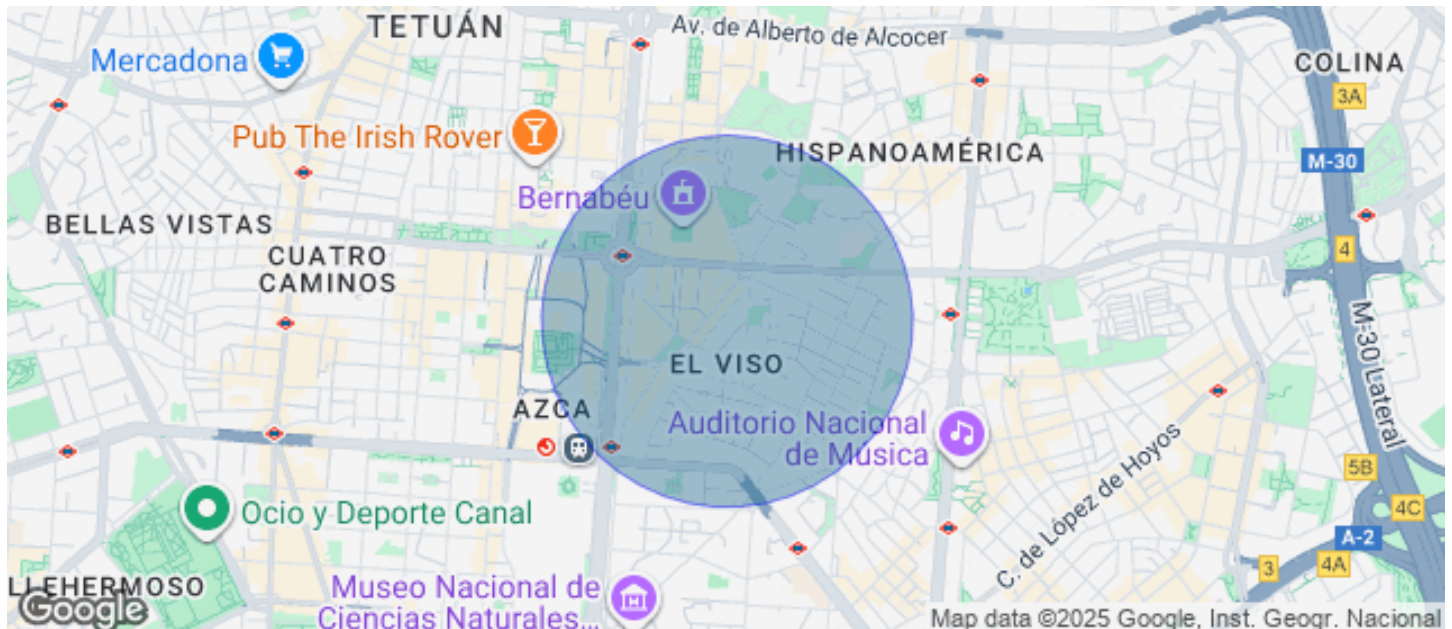 TETUÁN
Av. de Alberto de Alcocer
Mercadona
COLINA
3A
Pub The Irish Rover
HISPANOAMÉRICA
M-30
Bernabéu
BELLAS VISTAS
CUATRO
CAMINOS
4
M-30 Lateral
EL VISO
AZCA
Auditorio Nacional
de Música
C. de López de Hoyos
5B
4C
Ocio y Deporte Canal
A-2
3
4A
LLEHERMOSO
Museo Nacional de
Ciencias Naturales...
Google
Map data ©2025 Google, Inst. Geogr. Nacional